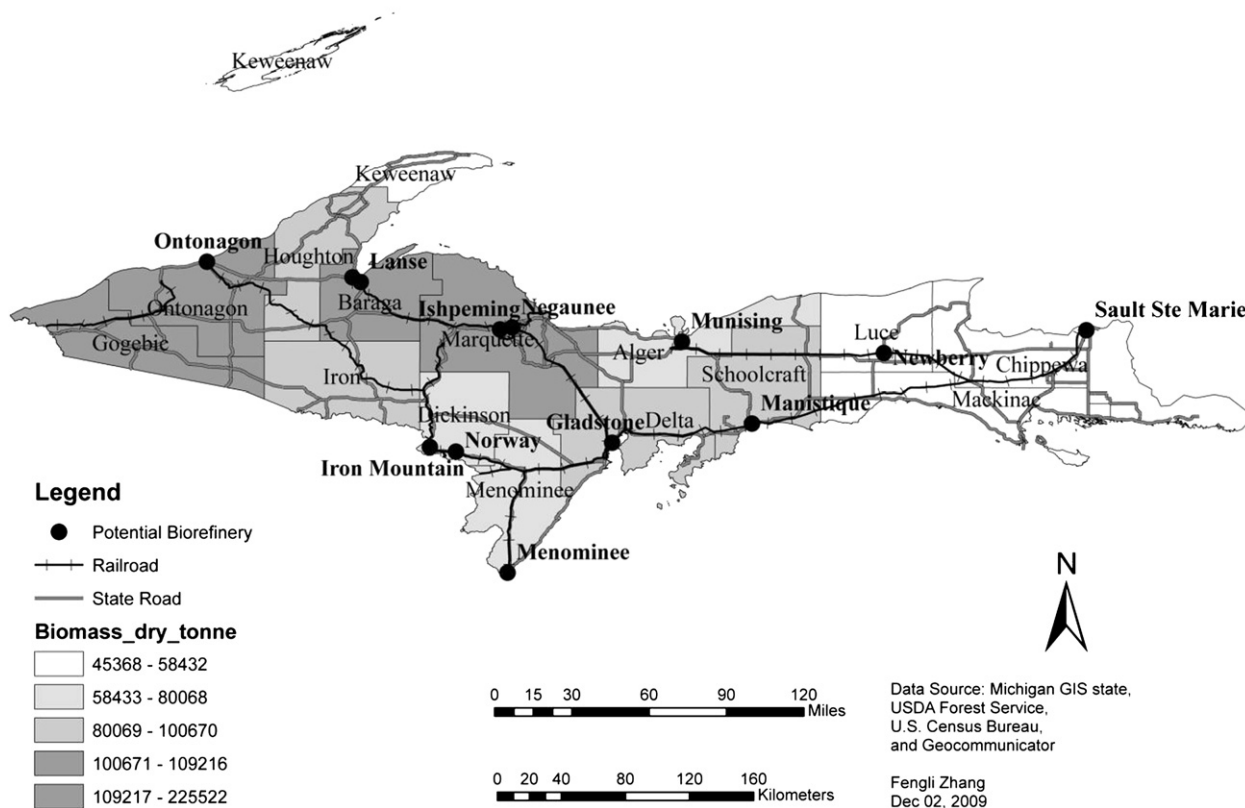 Keweenaw
Keweenaw
Ontonagon
Houghton
Lanse
Ontonagon
Baraga
Ishpeming
Negaunee
Marquette
Gogebic
Iron
Munising
Alger
Schoolcraft
Luce
Newberry
Sault Ste Marie
Chippewa
Mackinac
Dickinson
Gladstone
Delta
Manistique
Norway
Iron Mountain
Menominee
Menominee
Legend
Potential Biorefinery
Railroad
State Road
Biomass_dry_tonne
45368 - 58432
58433 - 80068
80069 - 100670
100671 - 109216
109217 - 225522
0 15 30 60 90 120
Miles
0 20 40 80 120 160
Kilometers
N
Data Source: Michigan GIS state,
USDA Forest Service,
U.S. Census Bureau,
and Geocommunicator
Fengli Zhang
Dec 02, 2009